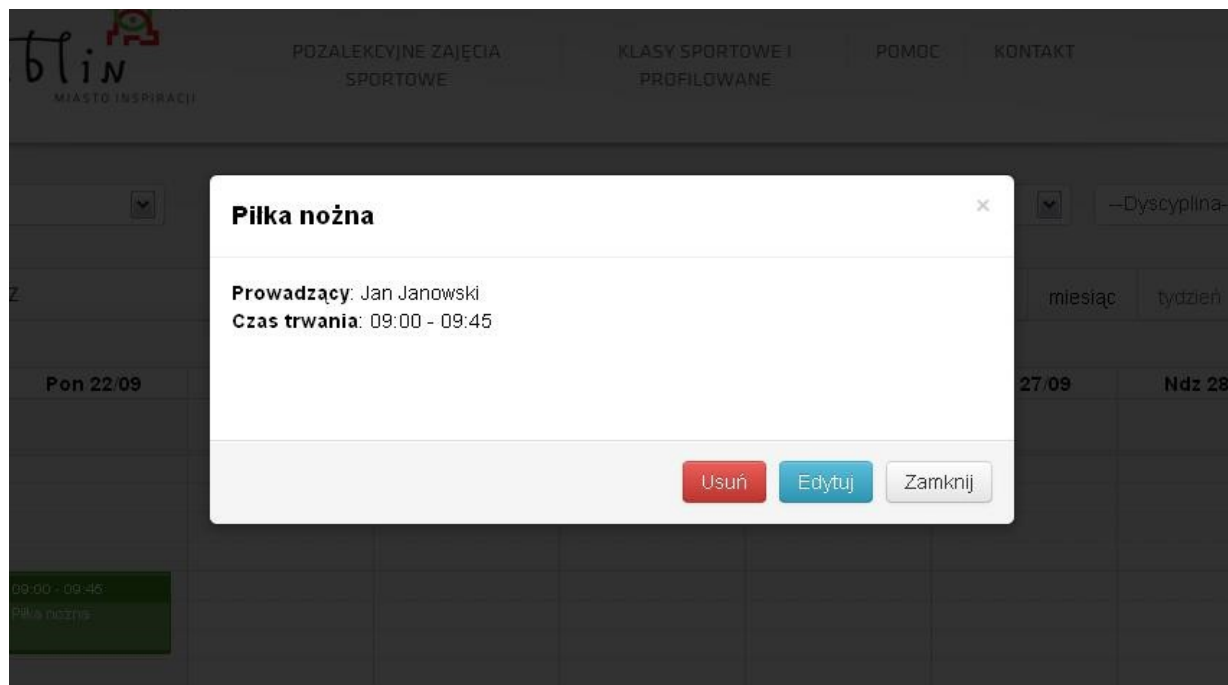 blin
MIASTO INSPIRACJI
POZALEKCYJNE ZAJĘCIA
SPORTOWE
KLASY SPORTOWE I
PROFILOWANE
POMOC
KONTAKT
Piłka nożna
×
---Dyscyplina-
Prowadzący: Jan Janowski
Czas trwania: 09:00 - 09:45
miesiąc
tydzień
Pon 22/09
27/09
Ndz 28
Usuń
Edytuj
Zamknij
09:00 - 09:45
Piłka nożna